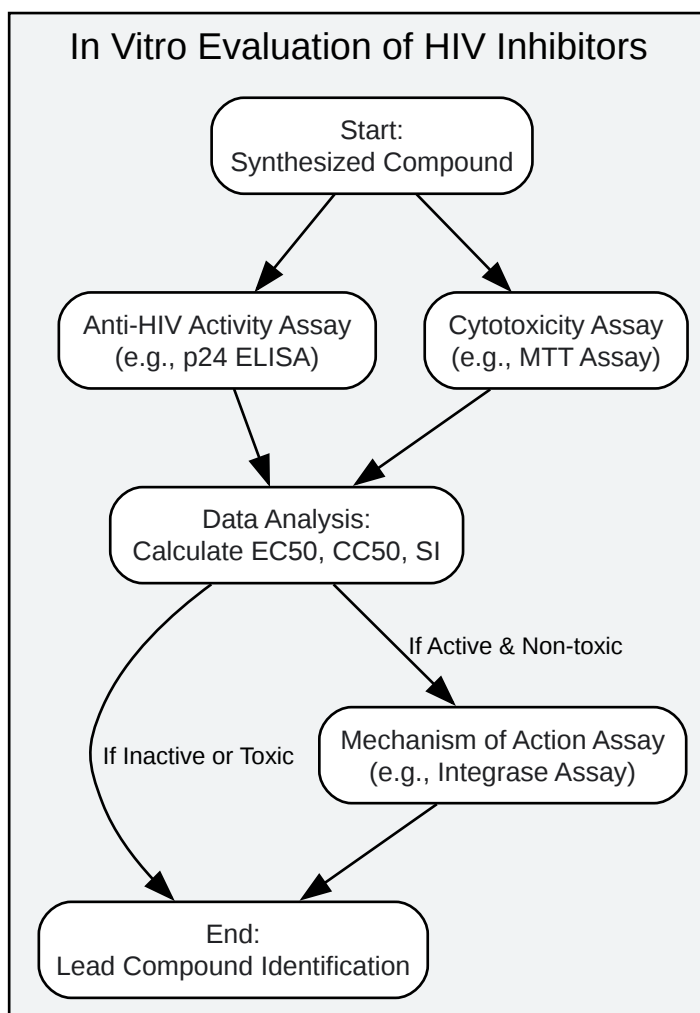 In Vitro Evaluation of HIV Inhibitors
Start:
Synthesized Compound
Anti-HIV Activity Assay
(e.g., p24 ELISA)
Cytotoxicity Assay
(e.g., MTT Assay)
Data Analysis:
Calculate EC50, CC50, SI
If Active & Non-toxic
If Inactive or Toxic
Mechanism of Action Assay
(e.g., Integrase Assay)
End:
Lead Compound Identification